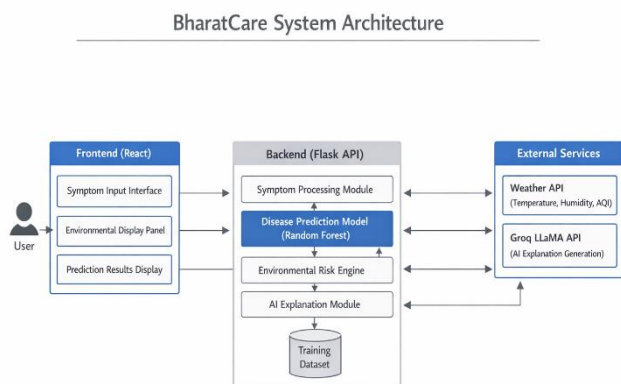 BharatCare System Architecture
Frontend (React)
Symptom Input Interface
Environmental Display Panel
Prediction Results Display
User
Backend (Flask API)
Symptom Processing Module
Disease Prediction Model
(Random Forest)
Environmental Risk Engine
AI Explanation Module
Training
Dataset
External Services
Weather API
(Temperature, Humidity, AQI)
Groq LLaMA API
(AI Explanation Generation)